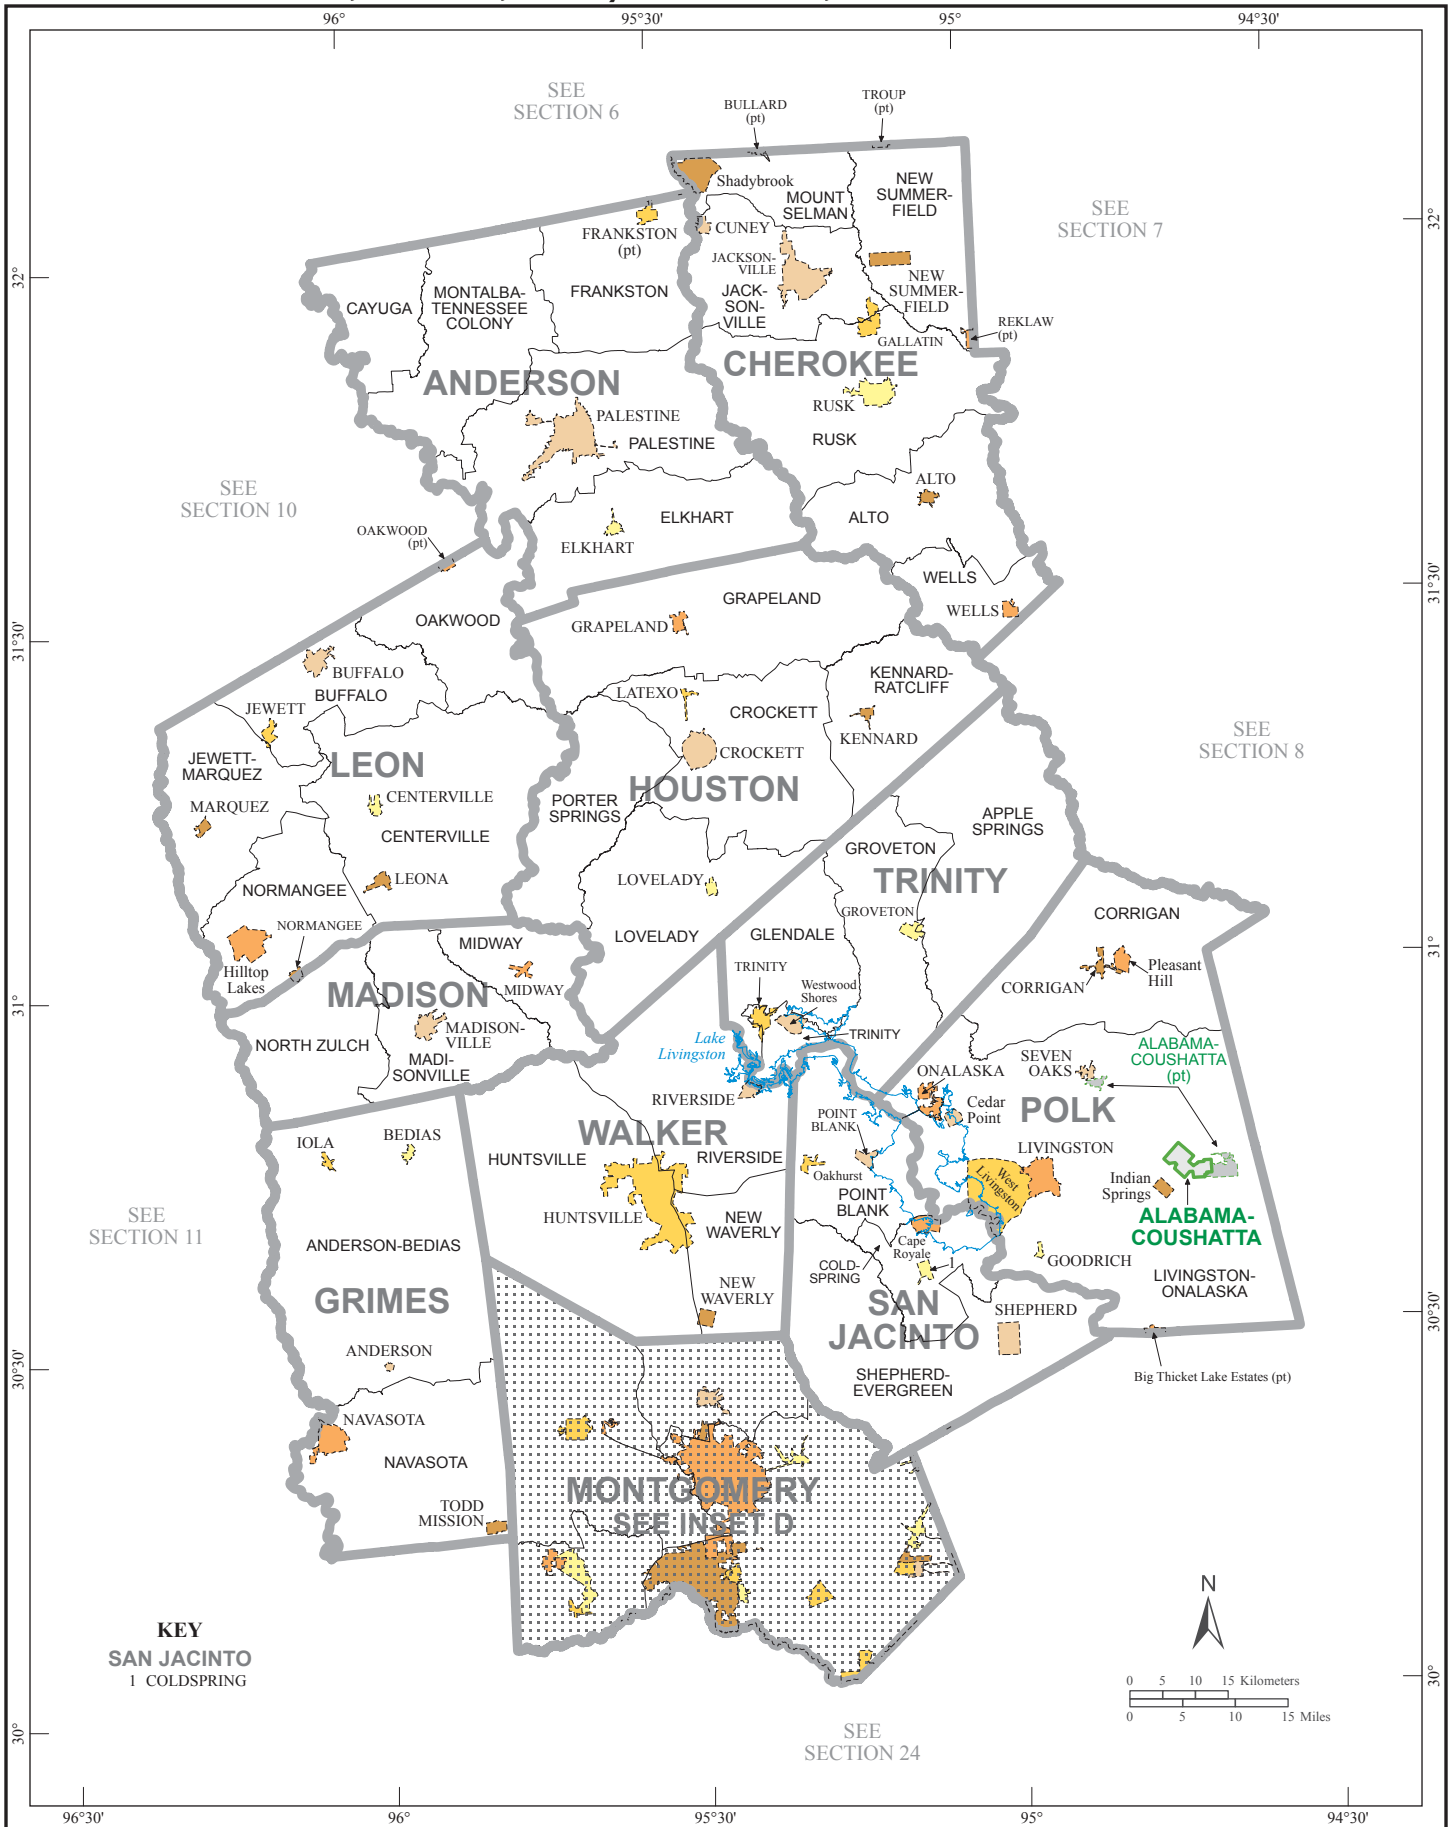 96°
95°30'
95°
94°30'
SEE
SECTION 6
BULLARD
(pt)
TROUP
(pt)
Shadybrook
MOUNT
SELMAN
NEW
SUMMER-
FIELD
SEE
SECTION 7
32°
32°
FRANKSTON
(pt)
CUNEY
JACKSON-
VILLE
JACK-
SON-
VILLE
NEW
SUMMER-
FIELD
CAYUGA
MONTALBA-
TENNESSEE
COLONY
FRANKSTON
REKLAW
(pt)
GALLATIN
CHEROKEE
ANDERSON
RUSK
RUSK
PALESTINE
PALESTINE
SEE
SECTION 10
ALTO
ALTO
ELKHART
ELKHART
OAKWOOD
(pt)
WELLS
WELLS
31°30'
31°30'
GRAPELAND
GRAPELAND
OAKWOOD
BUFFALO
BUFFALO
KENNARD-
RATCLIFF
LATEXO
CROCKETT
CROCKETT
KENNARD
JEWETT
JEWETT-
MARQUEZ
LEON
HOUSTON
SEE
SECTION 8
MARQUEZ
CENTERVILLE
CENTERVILLE
PORTER
SPRINGS
APPLE
SPRINGS
GROVETON
TRINITY
LEONA
NORMANGEE
LOVELADY
LOVELADY
GROVETON
CORRIGAN
NORMANGEE
MIDWAY
MIDWAY
GLENDALE
31°
31°
Hilltop
Lakes
TRINITY
Westwood
Shores
CORRIGAN
Pleasant
Hill
MADISON
MADISON-
VILLE
MADI-
SONVILLE
NORTH ZULCH
Lake
Livingston
TRINITY
SEVEN
OAKS
ALABAMA-
COUSHATTA
(pt)
ONALASKA
RIVERSIDE
Cedar
Point
POLK
POINT
BLANK
WALKER
IOLA
BEDIAS
HUNTSVILLE
RIVERSIDE
LIVINGSTON
West
Livingston
Oakhurst
Indian
Springs
POINT
BLANK
SEE
SECTION 11
HUNTSVILLE
NEW
WAVERLY
ALABAMA-
COUSHATTA
ANDERSON-BEDIAS
Cape
Royale
COLD-
SPRING
1
GOODRICH
LIVINGSTON-
ONALASKA
GRIMES
NEW
WAVERLY
SAN
JACINTO
SHEPHERD
30°30'
30°30'
ANDERSON
SHEPHERD-
EVERGREEN
Big Thicket Lake Estates (pt)
NAVASOTA
NAVASOTA
MONTGOMERY
SEE INSET D
TODD
MISSION
N
KEY
SAN JACINTO
1 COLDSPRING
0 5 10 15 Kilometers
0 5 10 15 Miles
30°
30°
SEE
SECTION 24
96°30'
96°
95°30'
95°
94°30'